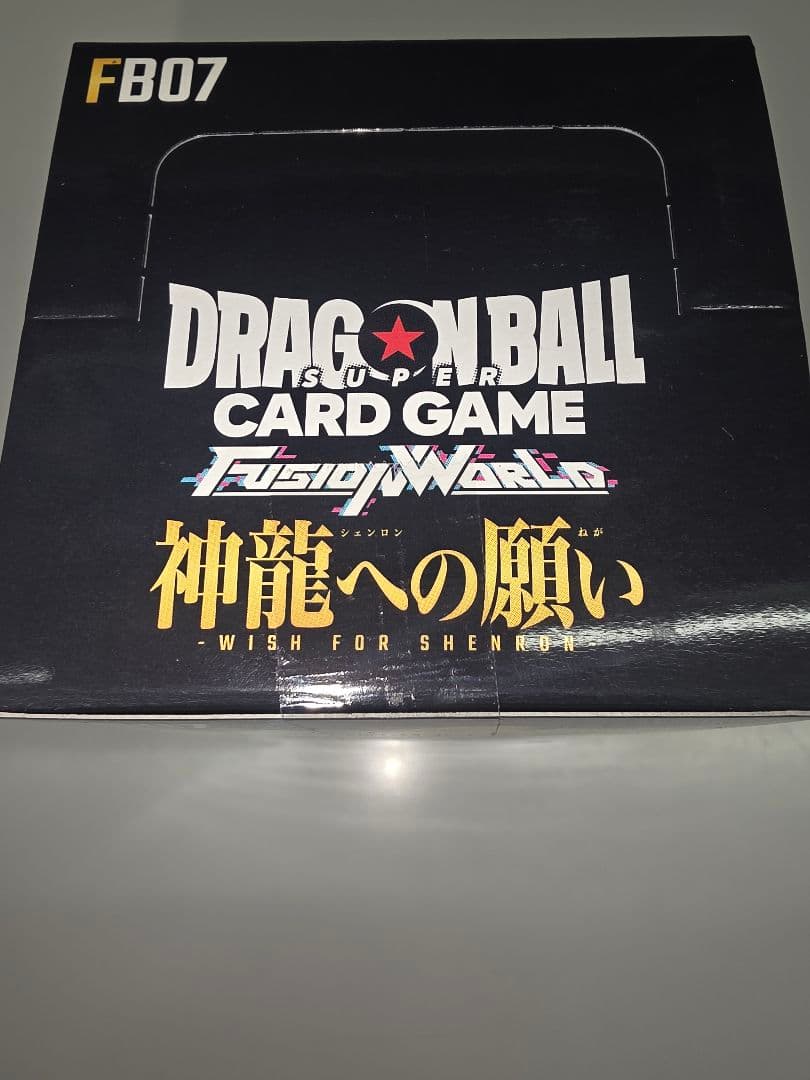 FB07
DRAGON BALL
SUPER
CARD GAME
FUSION WORLD
シェンロン ねが
神龍への願い
-WISH FOR SHENRON-